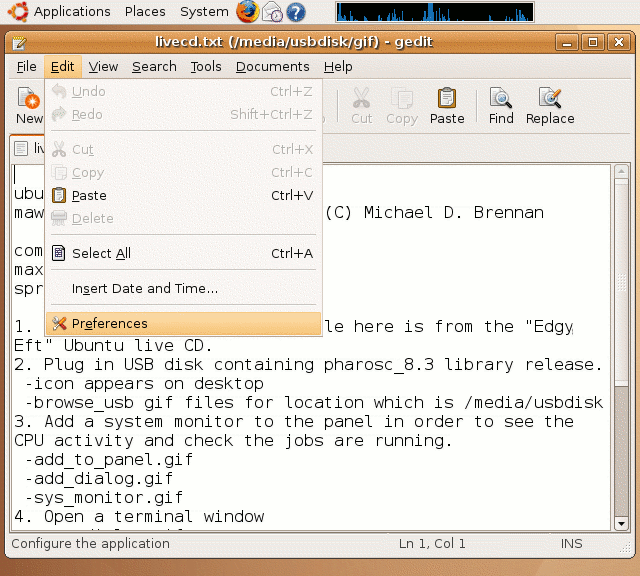 Applications Places System
livecd.txt (/media/usbdisk/gif) - gedit
File Edit View Search Tools Documents Help
New Cut Copy Paste Find Replace
Undo Ctrl+Z
Redo Shift+Ctrl+Z
Cut Ctrl+X
Copy Ctrl+C
Paste Ctrl+V
Delete
Select All Ctrl+A
Insert Date and Time...
Preferences
liv
ubu
maw (C) Michael D. Brennan
com
max
spr
1. le here is from the "Edgy
Eft" Ubuntu live CD.
2. Plug in USB disk containing pharosc_8.3 library release.
-icon appears on desktop
-browse_usb gif files for location which is /media/usbdisk
3. Add a system monitor to the panel in order to see the
CPU activity and check the jobs are running.
-add_to_panel.gif
-add_dialog.gif
-sys_monitor.gif
4. Open a terminal window
Configure the application Ln 1, Col 1 INS